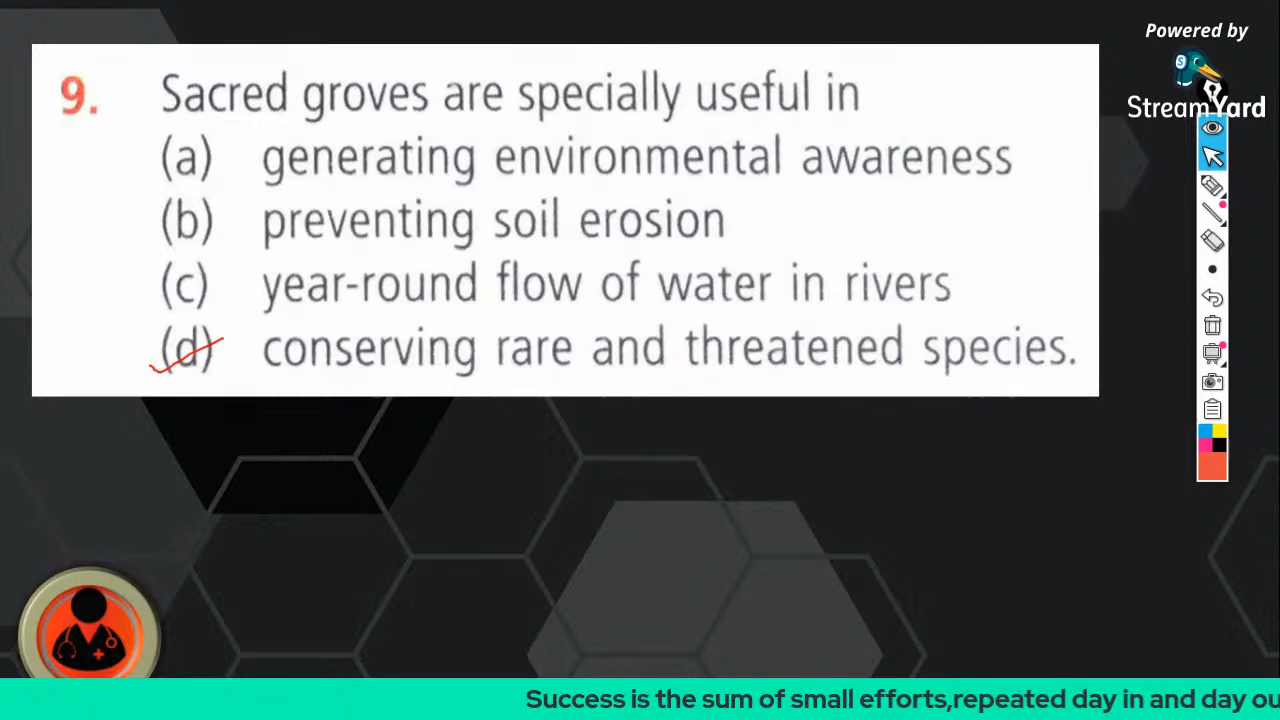 Powered by
StreamYard
9. Sacred groves are specially useful in
(a) generating environmental awareness
(b) preventing soil erosion
(c) year-round flow of water in rivers
(d) conserving rare and threatened species.
Success is the sum of small efforts,repeated day in and day ou